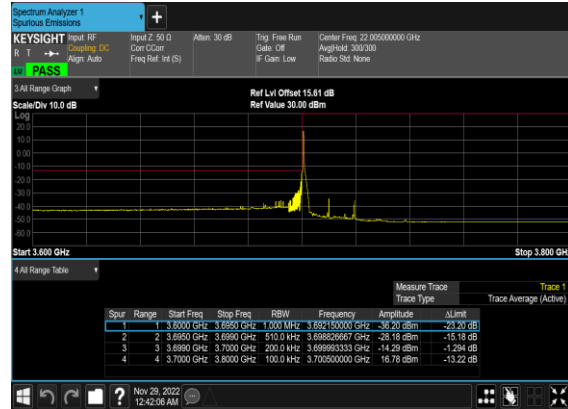 Spectrum Analyzer 1
Spurious Emissions
KEYSIGHT Input: RF Input Z: 50 Ω Atten: 30 dB Trig: Free Run Center Freq: 22.005000000 GHz
R T Coupling: DC Corr CCorr Gate: Off Avg|Hold: 300/300
Align: Auto Freq Ref: Int (S) IF Gain: Low Radio Std: None
PASS
3 All Range Graph
Ref Lvl Offset 15.61 dB
Scale/Div 10.0 dB Ref Value 30.00 dBm
Log
20.0
10.0
0.00
-10.0
-20.0
-30.0
-40.0
-50.0
-60.0
Start 3.600 GHz Stop 3.800 GH
4 All Range Table
Measure Trace Trace 1
Trace Type Trace Average (Active)
Spur Range Start Freq Stop Freq RBW Frequency Amplitude ΔLimit
1 1 3.6000 GHz 3.6950 GHz 1.000 MHz 3.692150000 GHz -36.20 dBm -23.20 dB
2 2 3.6950 GHz 3.6990 GHz 510.0 kHz 3.698826667 GHz -28.18 dBm -15.18 dB
3 3 3.6990 GHz 3.7000 GHz 200.0 kHz 3.699993333 GHz -14.29 dBm -1.294 dB
4 4 3.7000 GHz 3.8000 GHz 100.0 kHz 3.700500000 GHz 16.78 dBm -13.22 dB
? Nov 29, 2022
12:42:06 AM